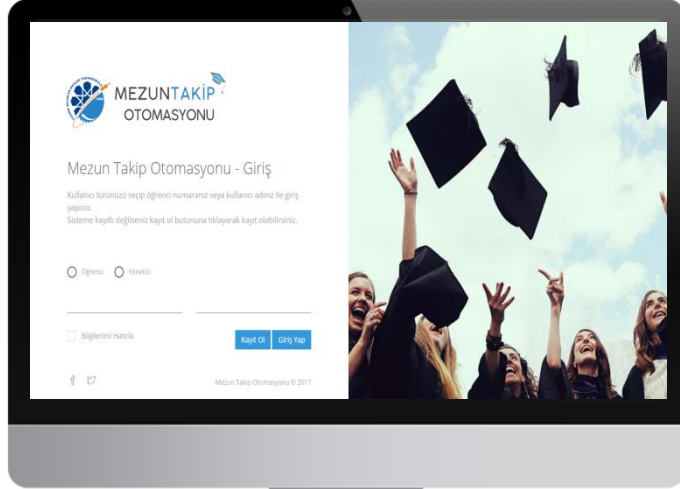 MEZUNTAKİP
OTOMASYONU
Mezun Takip Otomasyonu - Giriş
Kullanıcı türünüzü seçip öğrenci numaranız veya kullanıcı adınız ile giriş
yapınız.
Sisteme kayıtlı değilseniz kayıt ol butonuna tıklayarak kayıt olabilirsiniz.
Öğrenci Yönetici
Bilgilerimi Hatırla
Kayıt Ol Giriş Yap
Mezun Takip Otomasyonu © 2017